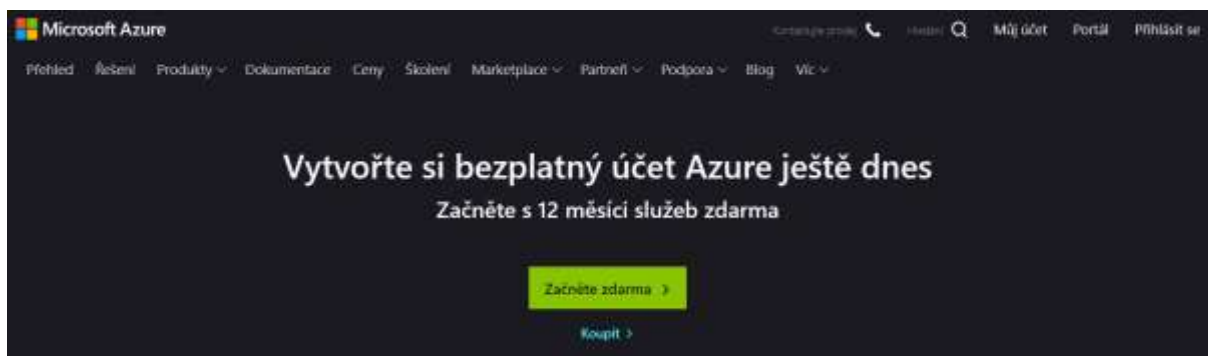 Microsoft Azure
Můj účet Portál Přihlásit se
Přehled Řešení Produkty Dokumentace Ceny Školení Marketplace Partneři Podpora Blog Víc
Vytvořte si bezplatný účet Azure ještě dnes
Začněte s 12 měsíci služeb zdarma
Začněte zdarma
Koupit